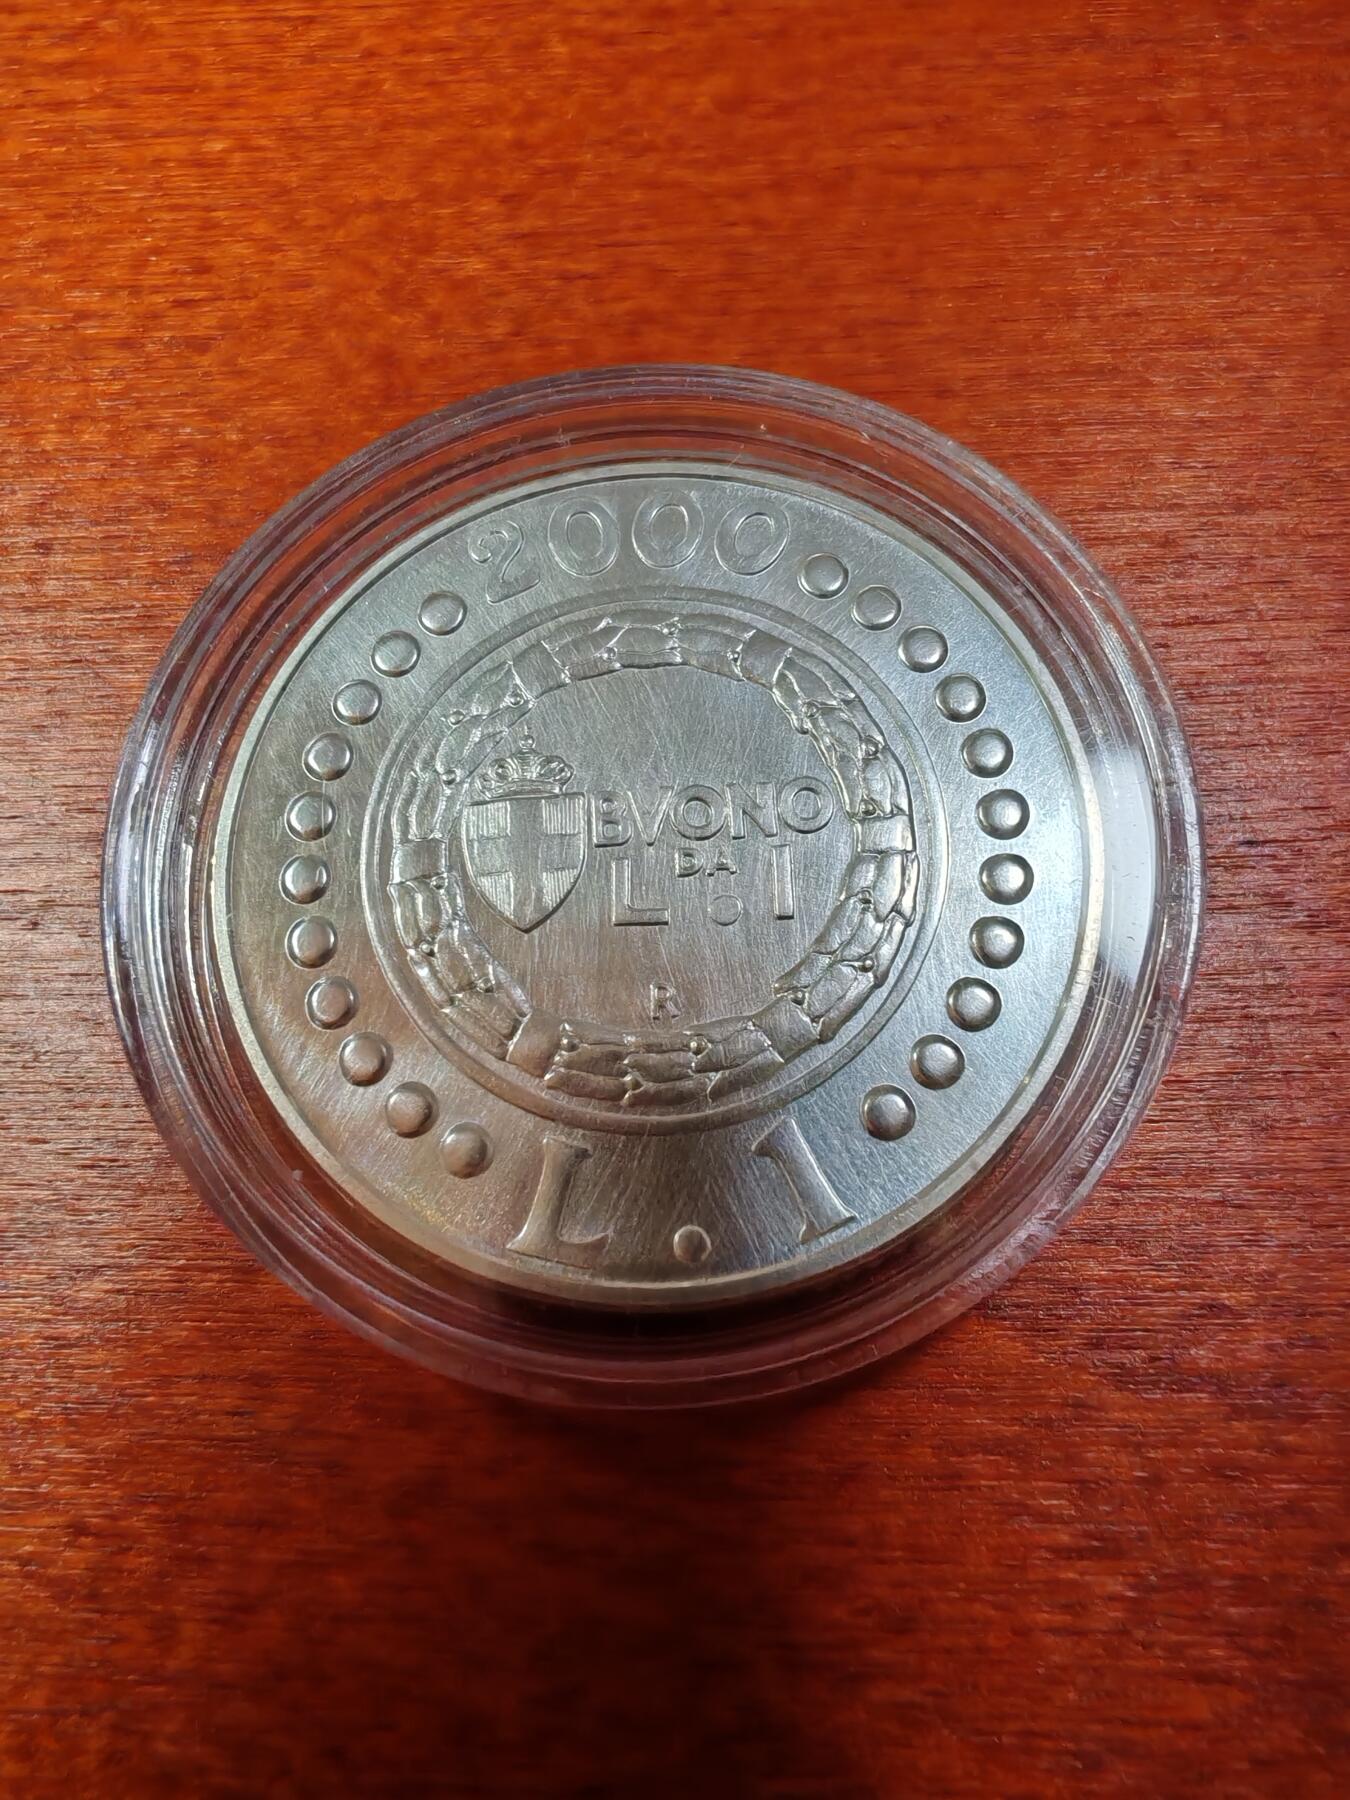 2000
BVONO
DA
L . 1
R
L . 1